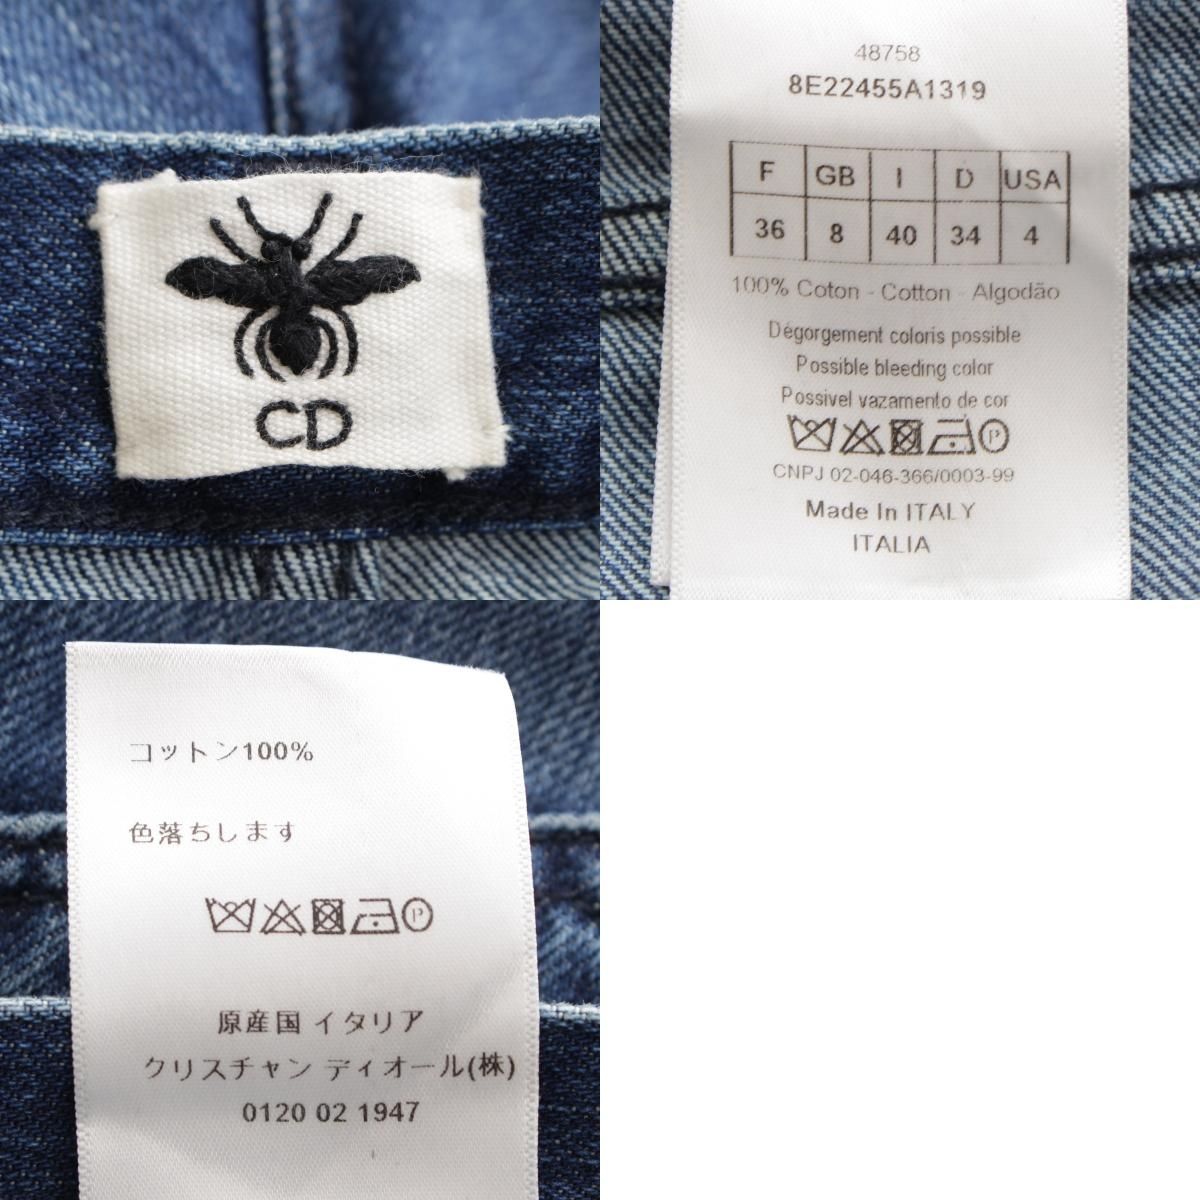 CD
48758
8E22455A1319
F GB I D USA
36 8 40 34 4
100% Coton - Cotton - Algodão
Dégorgement coloris possible
Possible bleeding color
Possivel vazamento de cor
P
CNPJ 02-046-366/0003-99
Made In ITALY
ITALIA
コットン100%
色落ちします
P
原産国 イタリア
クリスチャン ディオール(株)
0120 02 1947